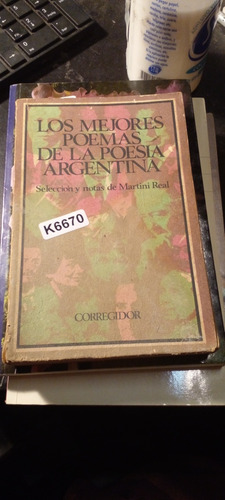 LOS MEJORES
POEMAS
DE LA POESIA
ARGENTINA
Selección y notas de Martini Real
K6670
CORREGIDOR